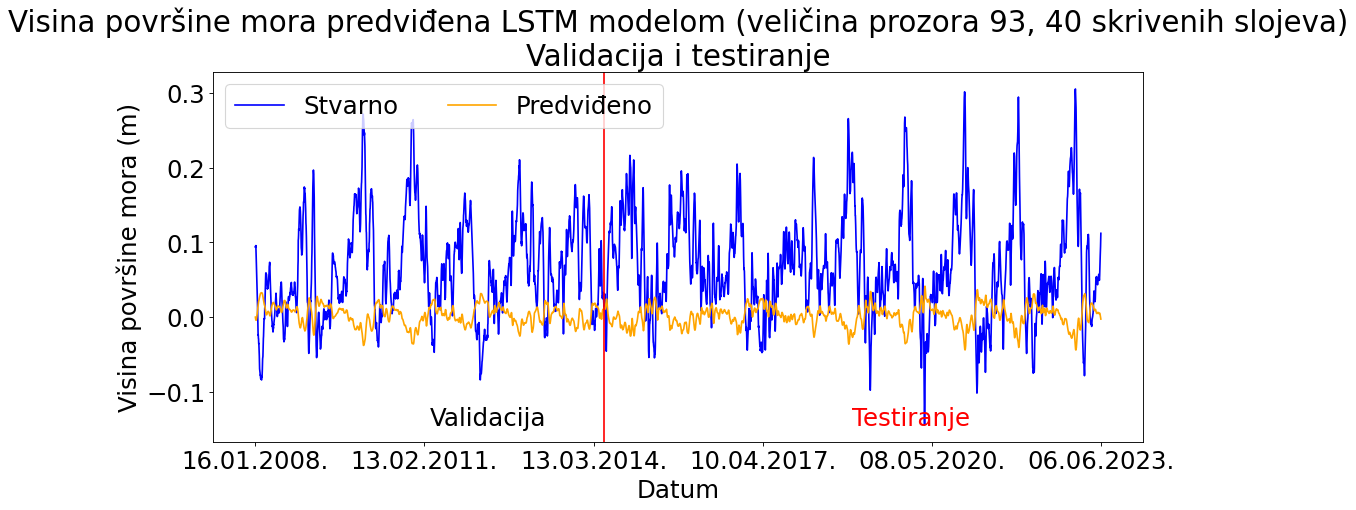 Visina površine mora predviđena LSTM modelom (veličina prozora 93, 40 skrivenih slojeva)
Validacija i testiranje
Stvarno Predviđeno
Visina površine mora (m)
0.3
0.2
0.1
0.0
−0.1
Validacija Testiranje
16.01.2008. 13.02.2011. 13.03.2014. 10.04.2017. 08.05.2020. 06.06.2023.
Datum